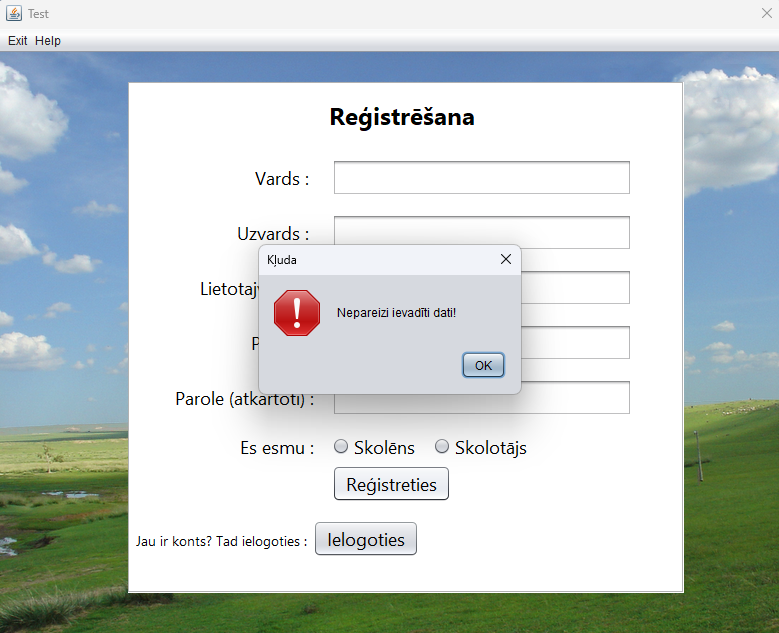 Test
Exit Help
Reģistrēšana
Vards :
Uzvards :
Kļuda
Nepareizi ievadīti dati!
OK
Parole (atkartoti) :
Es esmu : Skolēns Skolotājs
Reģistreties
Jau ir konts? Tad ielogoties : Ielogoties